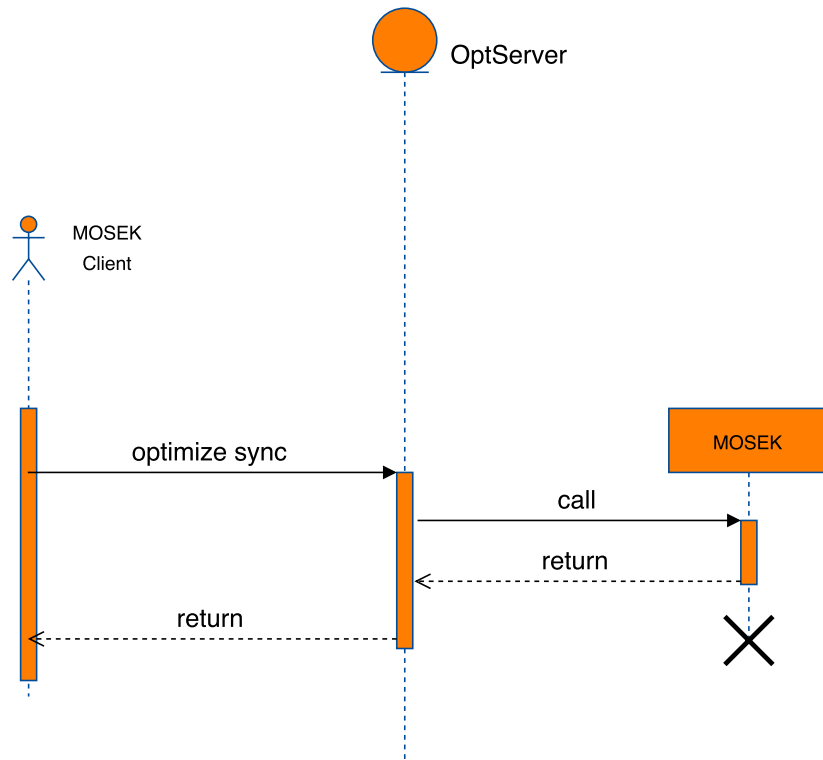 OptServer
MOSEK
Client
MOSEK
optimize sync
call
return
return